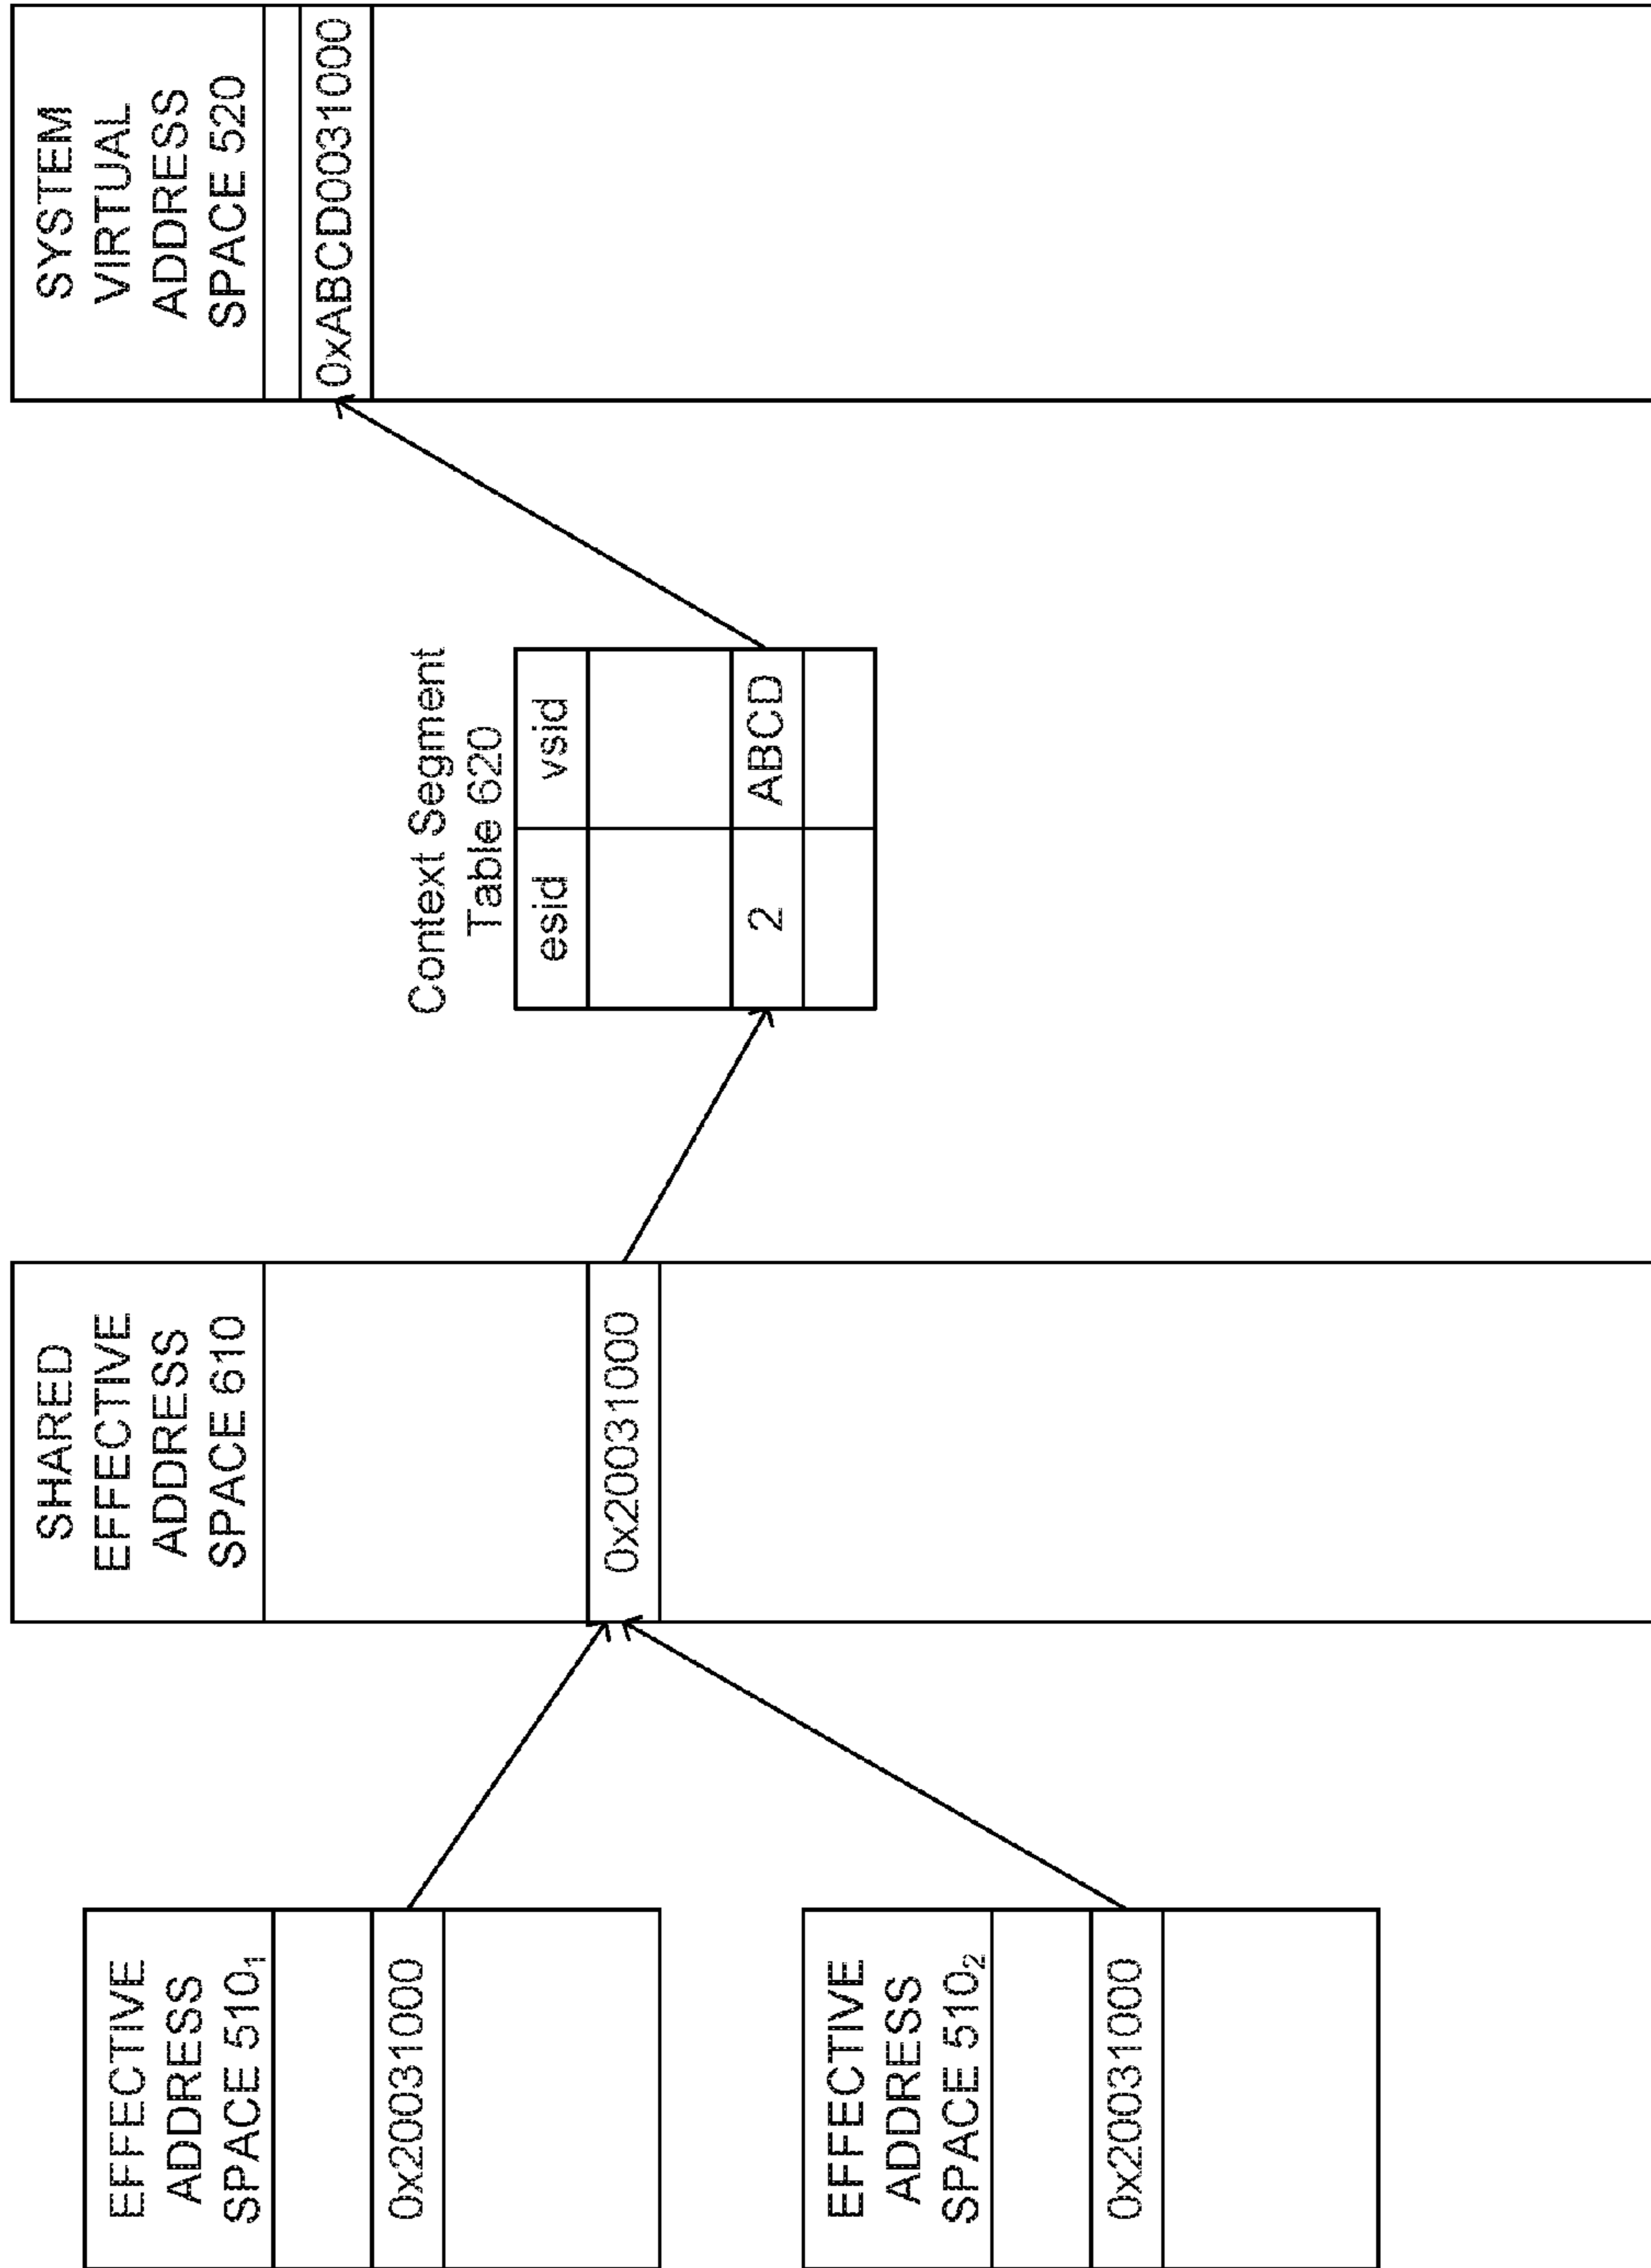 EFFECTIVE
ADDRESS
SPACE 510₁
0x20031000
EFFECTIVE
ADDRESS
SPACE 510₂
0x20031000
SHARED
EFFECTIVE
ADDRESS
SPACE 610
0x20031000
Context Segment
Table 620
esid vsid
2 ABCD
SYSTEM
VIRTUAL
ADDRESS
SPACE 520
0xABCD0031000